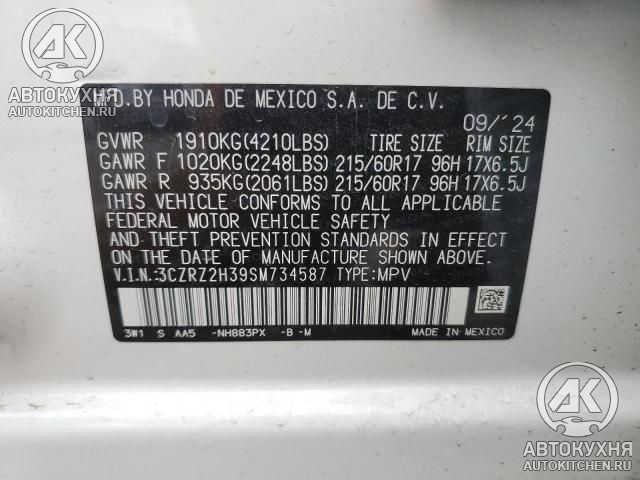 AK
АВТОКУХНЯ
AUTOKITCHEN.RU
MFD.BY HONDA DE MEXICO S.A. DE C.V.
09/'24
GVWR 1910KG(4210LBS) TIRE SIZE RIM SIZE
GAWR F 1020KG(2248LBS) 215/60R17 96H 17X6.5J
GAWR R 935KG(2061LBS) 215/60R17 96H 17X6.5J
THIS VEHICLE CONFORMS TO ALL APPLICABLE
FEDERAL MOTOR VEHICLE SAFETY
AND THEFT PREVENTION STANDARDS IN EFFECT
ON THE DATE OF MANUFACTURE SHOWN ABOVE.
V.I.N.:3CZRZ2H39SM734587 TYPE:MPV
3W1 S AA5 -NH883PX -B -M MADE IN MEXICO
AK
АВТОКУХНЯ
AUTOKITCHEN.RU